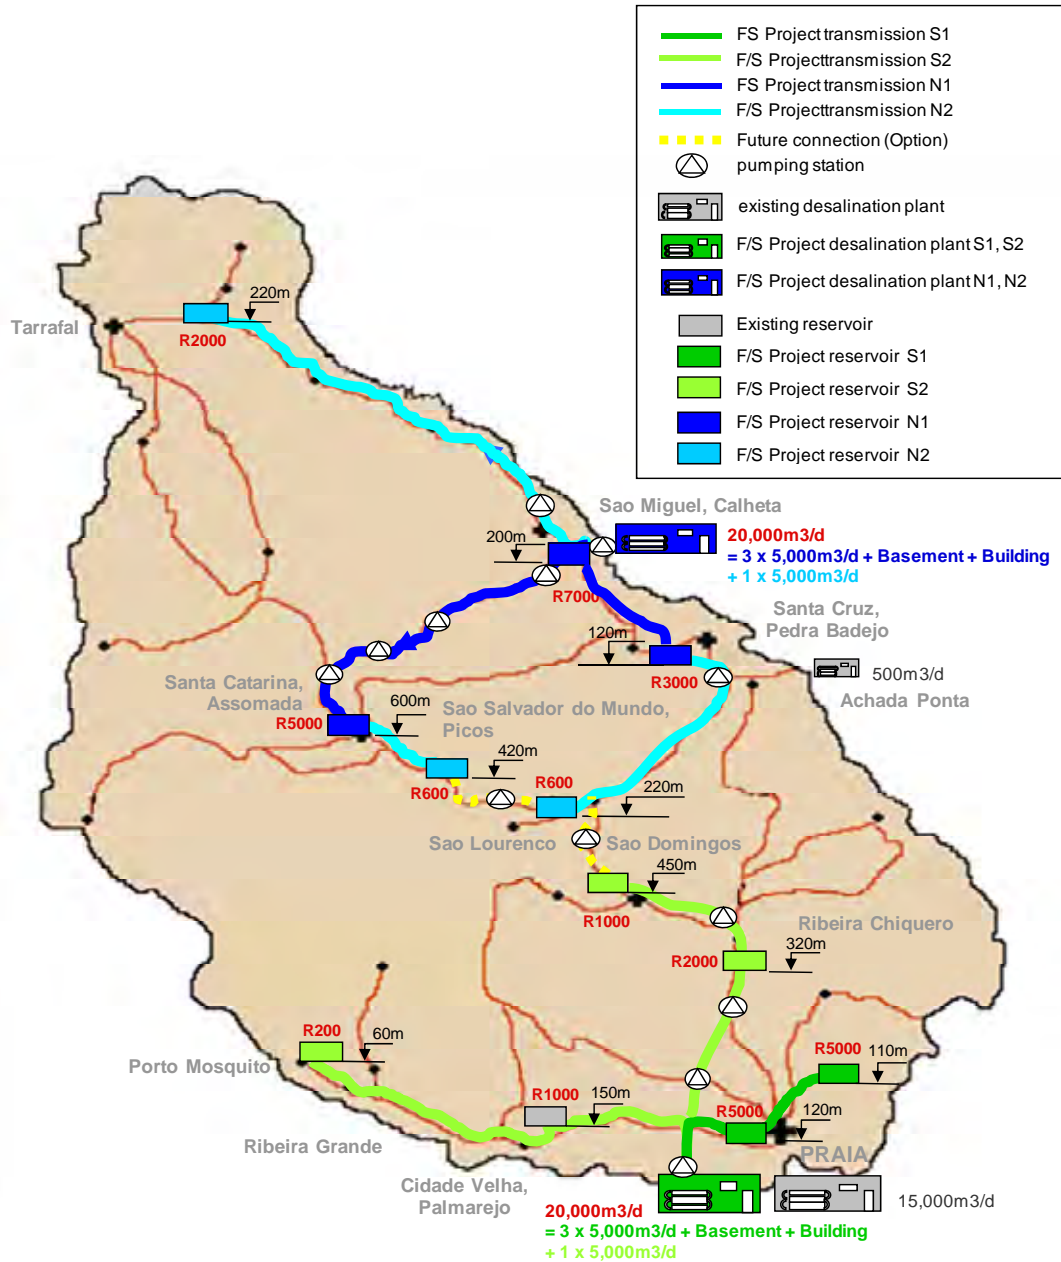 FS Project transmission S1
F/S Projecttransmission S2
FS Project transmission N1
F/S Projecttransmission N2
Future connection (Option)
pumping station
existing desalination plant
F/S Project desalination plant S1, S2
F/S Project desalination plant N1, N2
Existing reservoir
F/S Project reservoir S1
F/S Project reservoir S2
F/S Project reservoir N1
F/S Project reservoir N2
220m
Tarrafal
R2000
Sao Miguel, Calheta
200m
20,000m3/d
= 3 x 5,000m3/d + Basement + Building
+ 1 x 5,000m3/d
R7000
Santa Cruz,
Pedra Badejo
120m
R3000
500m3/d
Achada Ponta
Santa Catarina,
Assomada
600m
R5000
Sao Salvador do Mundo,
Picos
420m
R600
R600
220m
Sao Lourenco
Sao Domingos
450m
R1000
Ribeira Chiquero
R2000
320m
R200
60m
Porto Mosquito
R5000
110m
R1000
150m
R5000
120m
Ribeira Grande
PRAIA
Cidade Velha,
Palmarejo
15,000m3/d
20,000m3/d
= 3 x 5,000m3/d + Basement + Building
+ 1 x 5,000m3/d